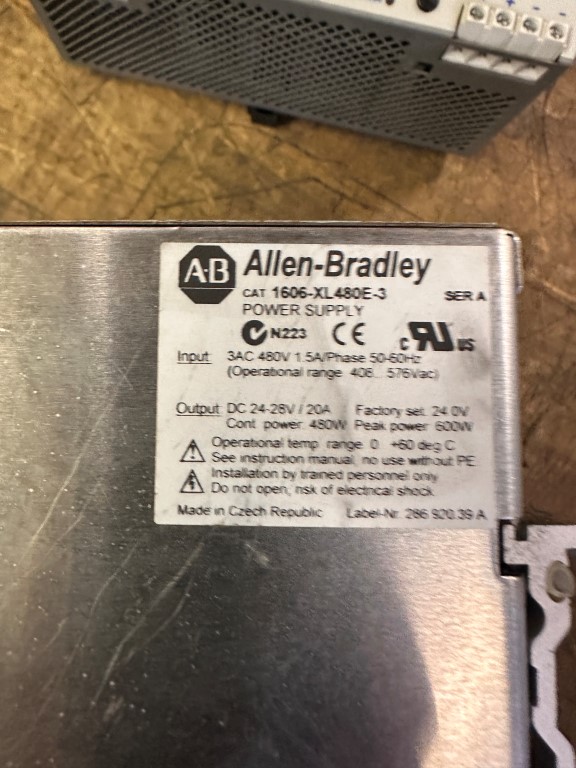 + -
A·B Allen-Bradley
CAT 1606-XL480E-3 SER A
POWER SUPPLY
N223 CE c RU US
Input: 3AC 480V 1.5A/Phase 50-60Hz
(Operational range: 408... 576Vac)
Output: DC 24-28V / 20A Factory set: 24.0V
Cont. power: 480W Peak power: 600W
Operational temp. range 0...+60 deg C
See instruction manual, no use without PE
Installation by trained personnel only
Do not open, risk of electrical shock.
Made in Czech Republic Label-Nr. 286 920.39 A